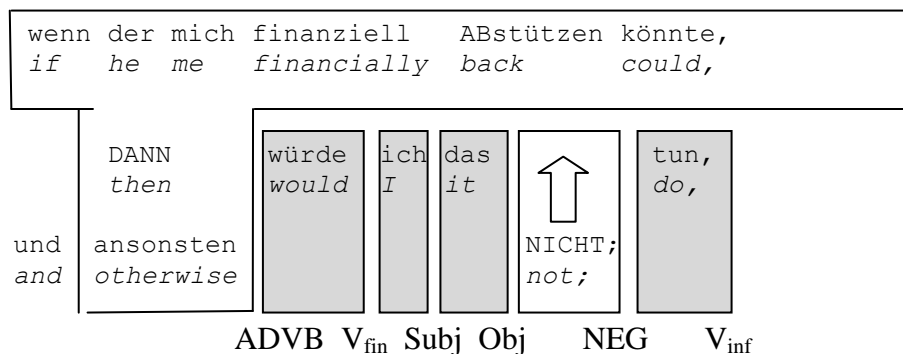 wenn der mich finanziell ABstützen könnte,
if he me financially back could,
DANN würde ich das tun,
then would I it do,
und ansonsten NICHT;
and otherwise not;
ADVB Vfin Subj Obj NEG Vinf